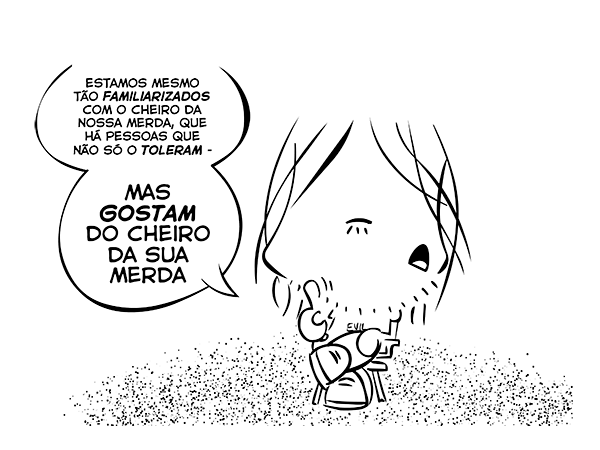 ESTAMOS MESMO
TÃO FAMILIARIZADOS
COM O CHEIRO DA
NOSSA MERDA, QUE
HÁ PESSOAS QUE
NÃO SÓ O TOLERAM -
MAS
GOSTAM
DO CHEIRO
DA SUA
MERDA
EVIL